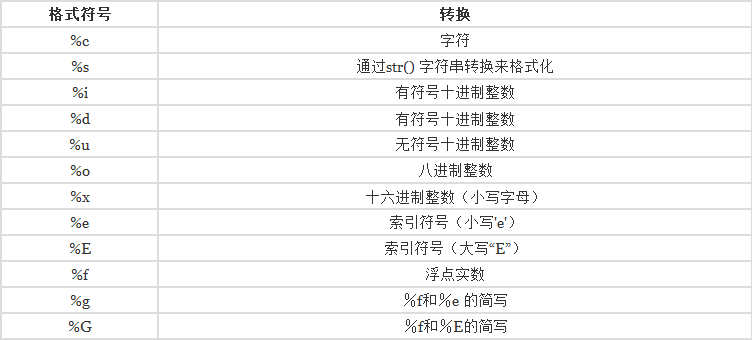 格式符号 转换
%c 字符
%s 通过str() 字符串转换来格式化
%i 有符号十进制整数
%d 有符号十进制整数
%u 无符号十进制整数
%o 八进制整数
%x 十六进制整数（小写字母）
%e 索引符号（小写'e'）
%E 索引符号（大写“E”）
%f 浮点实数
%g ％f和％e 的简写
%G ％f和％E的简写